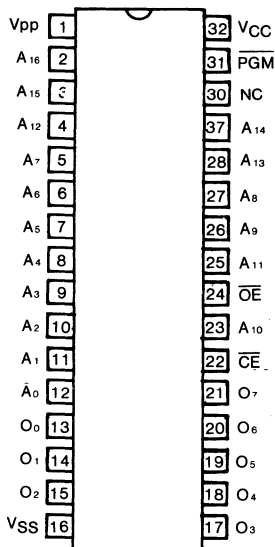 Vpp 1 32 VCC
A16 2 31 PGM
A15 3 30 NC
A12 4 37 A14
A7 5 28 A13
A6 6 27 A8
A5 7 26 A9
A4 8 25 A11
A3 9 24 OE
A2 10 23 A10
A1 11 22 CE
A0 12 21 O7
O0 13 20 O6
O1 14 19 O5
O2 15 18 O4
VSS 16 17 O3